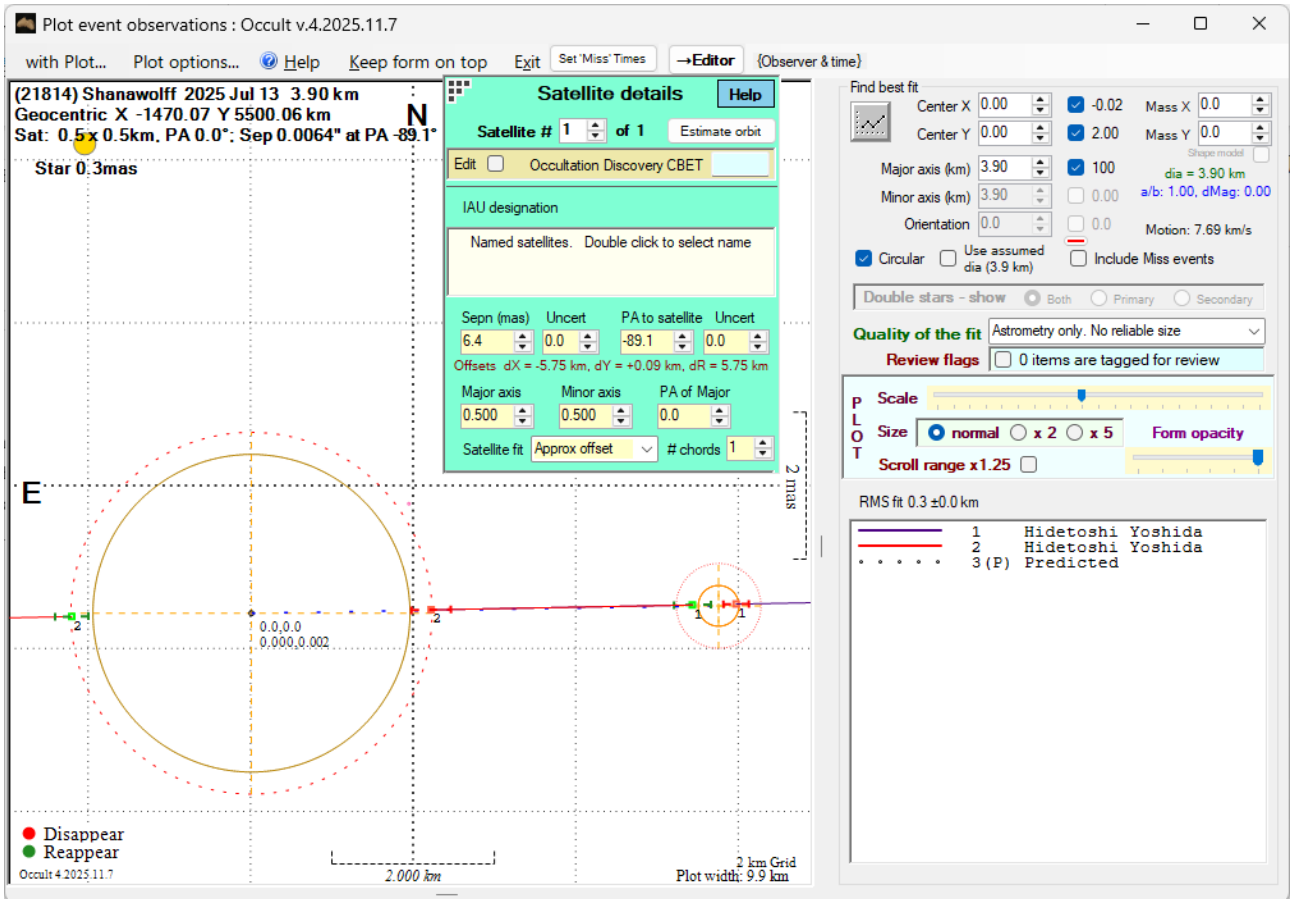 Plot event observations : Occult v.4.2025.11.7
with Plot... Plot options... Help Keep form on top Exit Set 'Miss' Times →Editor {Observer & time}
(21814) Shanawolff 2025 Jul 13 3.90 km
Geocentric X -1470.07 Y 5500.06 km
Sat: 0.5 x 0.5km, PA 0.0°; Sep 0.0064" at PA -89.1°
Star 0.3mas
N
E
Satellite details Help
Satellite # 1 of 1 Estimate orbit
Edit Occultation Discovery CBET
IAU designation
Named satellites. Double click to select name
Sepn (mas) Uncert PA to satellite Uncert
6.4 0.0 -89.1 0.0
Offsets dX = -5.75 km, dY = +0.09 km, dR = 5.75 km
Major axis Minor axis PA of Major
0.500 0.500 0.0
Satellite fit Approx offset # chords 1
2 mas
2
2
1
1
0.0,0.0
0.000,0.002
Disappear
Reappear
Occult 4.2025.11.7
2.000 km
2 km Grid
Plot width: 9.9 km
Find best fit
Center X 0.00 -0.02 Mass X 0.0
Center Y 0.00 2.00 Mass Y 0.0
Shape model
Major axis (km) 3.90 100 dia = 3.90 km
Minor axis (km) 3.90 0.00 a/b: 1.00, dMag: 0.00
Orientation 0.0 0.0 Motion: 7.69 km/s
Circular Use assumed dia (3.9 km) Include Miss events
Double stars - show Both Primary Secondary
Quality of the fit Astrometry only. No reliable size
Review flags 0 items are tagged for review
PLOT
Scale
Size normal x 2 x 5 Form opacity
Scroll range x1.25
RMS fit 0.3 ±0.0 km
1 Hidetoshi Yoshida
2 Hidetoshi Yoshida
3(P) Predicted